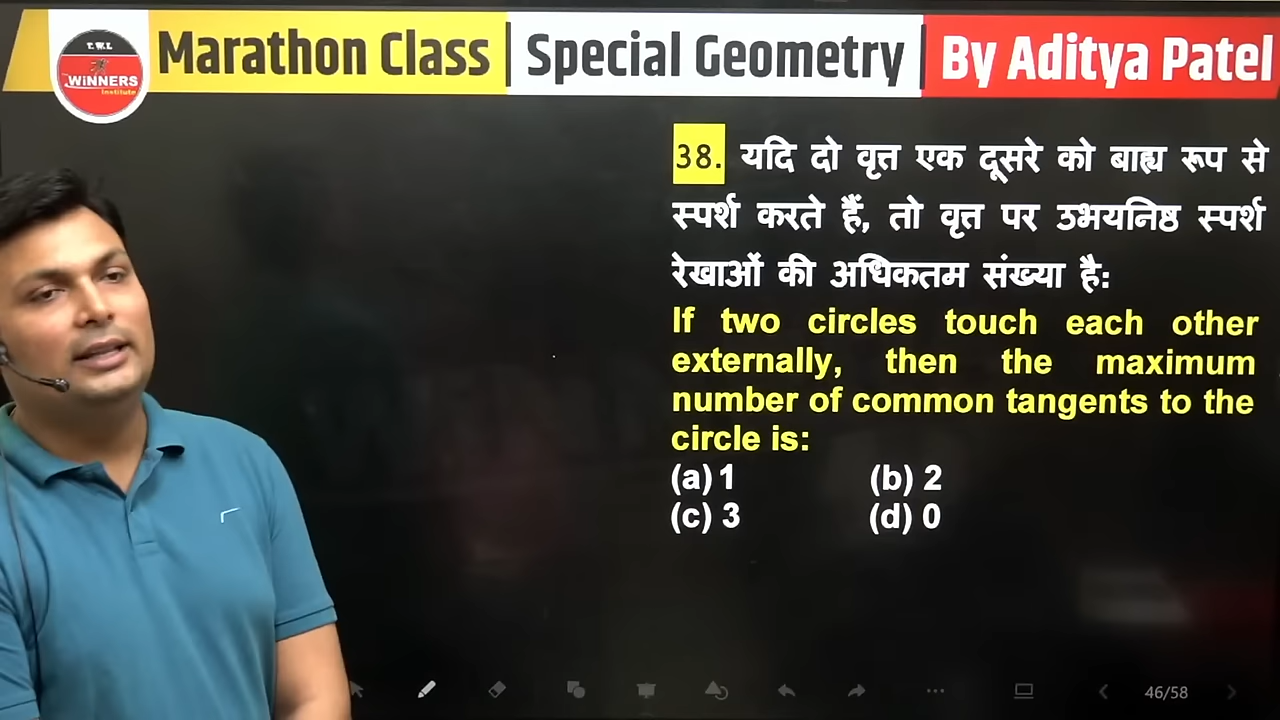 T.W.I.
WINNERS
Institute
Marathon Class | Special Geometry | By Aditya Patel
38. यदि दो वृत्त एक दूसरे को बाह्य रूप से
स्पर्श करते हैं, तो वृत्त पर उभयनिष्ठ स्पर्श
रेखाओं की अधिकतम संख्या है:
If two circles touch each other
externally, then the maximum
number of common tangents to the
circle is:
(a) 1 (b) 2
(c) 3 (d) 0
46/58